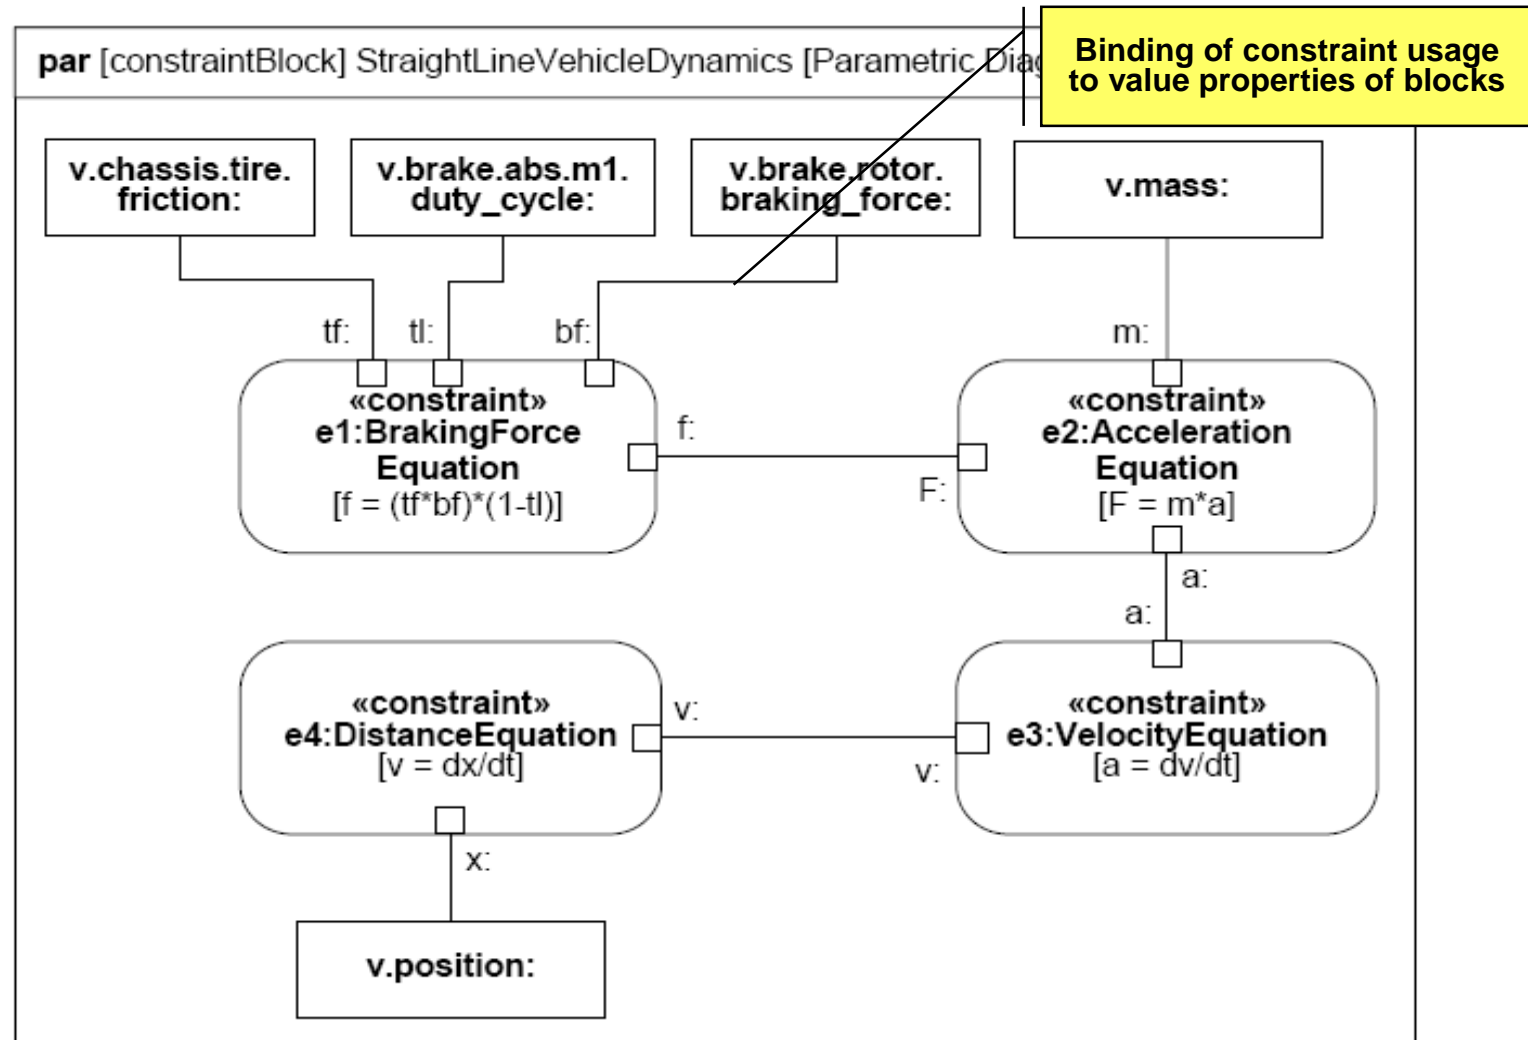 par [constraintBlock] StraightLineVehicleDynamics [Parametric Diag
Binding of constraint usage
to value properties of blocks
v.chassis.tire.
friction:
v.brake.abs.m1.
duty_cycle:
v.brake.rotor.
braking_force:
v.mass:
tf:
tl:
bf:
m:
«constraint»
e1:BrakingForce
Equation
[f = (tf*bf)*(1-tl)]
f:
F:
«constraint»
e2:Acceleration
Equation
[F = m*a]
a:
a:
«constraint»
e4:DistanceEquation
[v = dx/dt]
v:
v:
«constraint»
e3:VelocityEquation
[a = dv/dt]
x:
v.position: